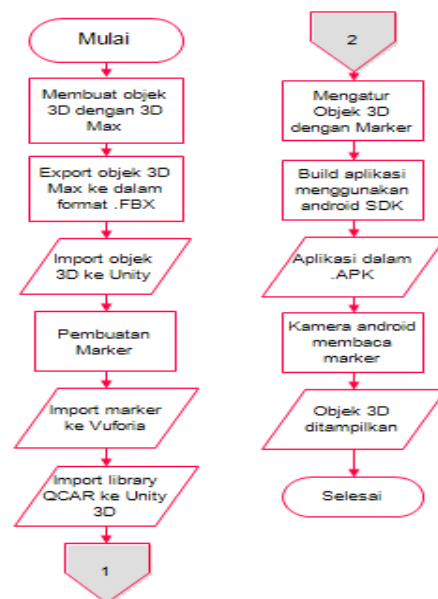 Mulai
Membuat objek
3D dengan 3D
Max
Export objek 3D
Max ke dalam
format .FBX
Import objek
3D ke Unity
Pembuatan
Marker
Import marker
ke Vuforia
Import library
QCAR ke Unity
3D
1
2
Mengatur
Objek 3D
dengan Marker
Build aplikasi
menggunakan
android SDK
Aplikasi dalam
.APK
Kamera android
membaca
marker
Objek 3D
ditampilkan
Selesai